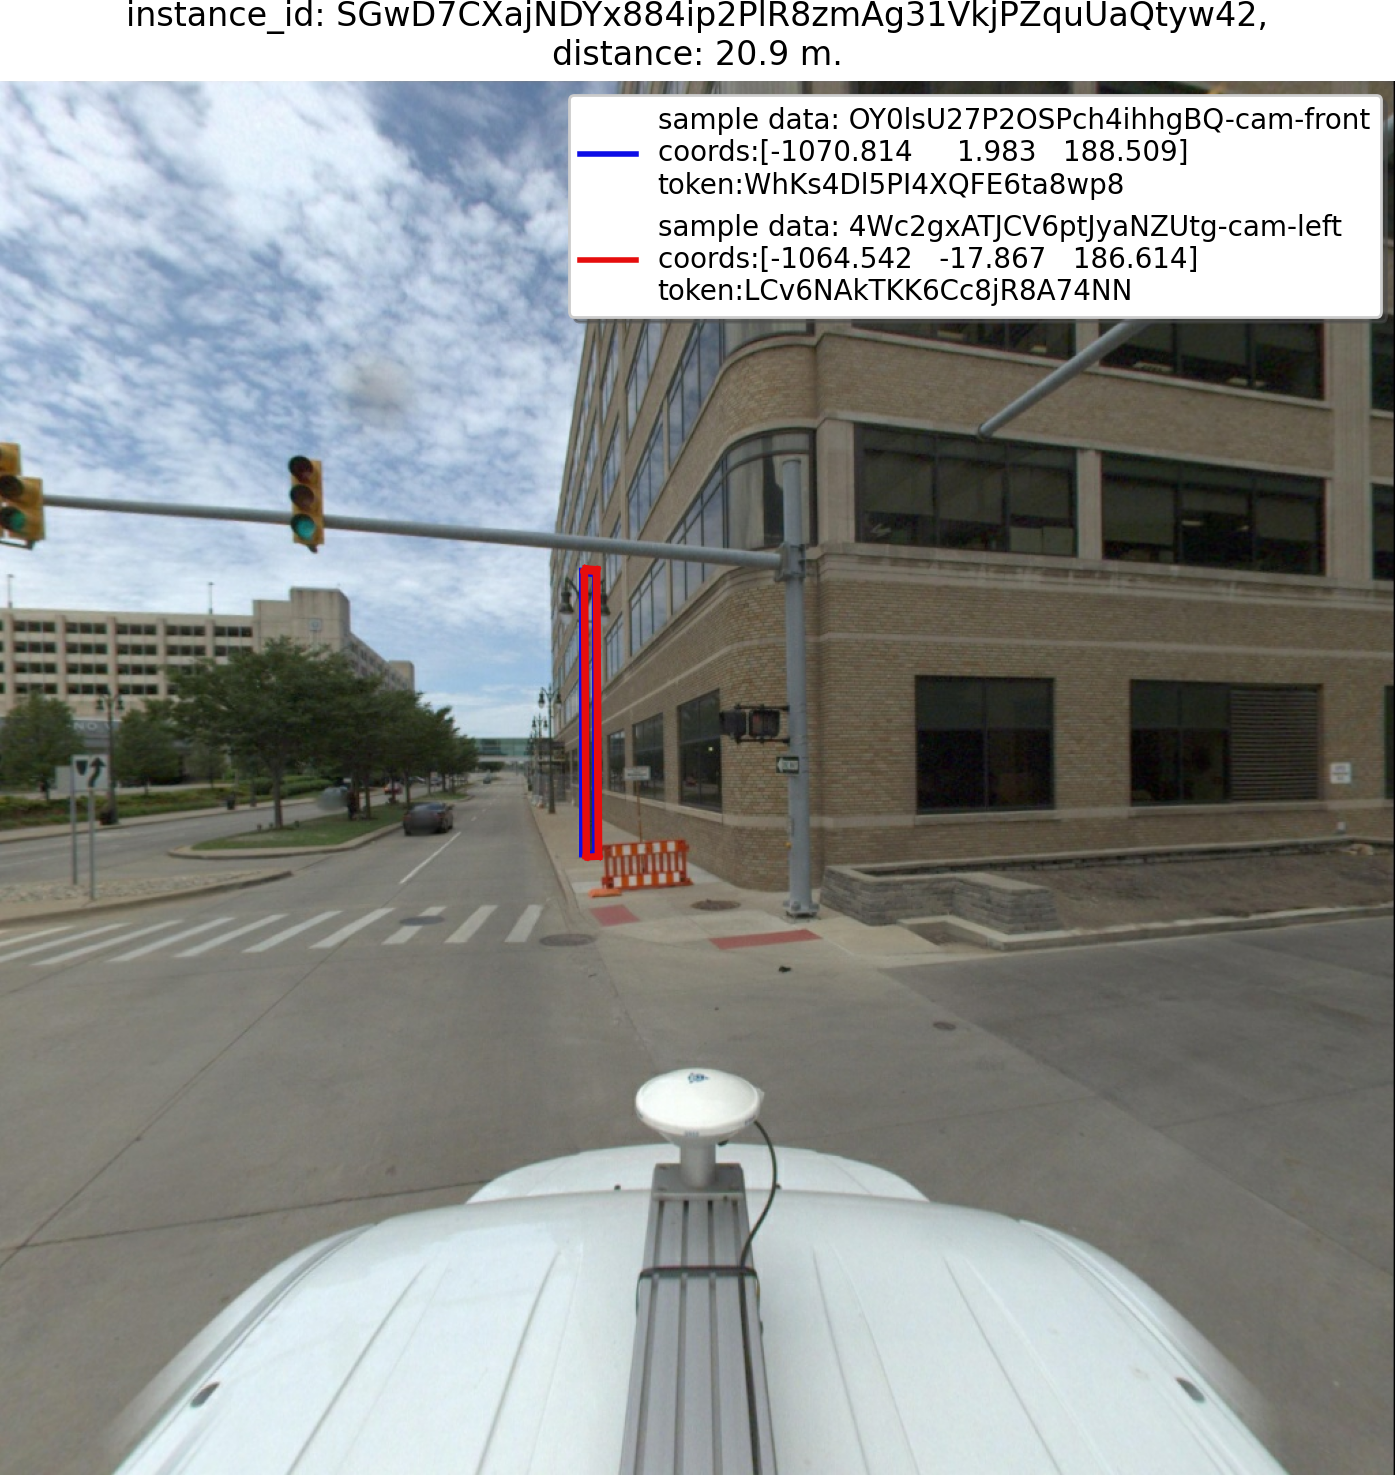 instance_id: SGwD7CXajNDYx884ip2PlR8zmAg31VkjPZquUaQtyw42,
distance: 20.9 m.
sample data: OY0lsU27P2OSPch4ihhgBQ-cam-front
coords:[-1070.814 1.983 188.509]
token:WhKs4Dl5PI4XQFE6ta8wp8
sample data: 4Wc2gxATJCV6ptJyaNZUtg-cam-left
coords:[-1064.542 -17.867 186.614]
token:LCv6NAkTKK6Cc8jR8A74NN